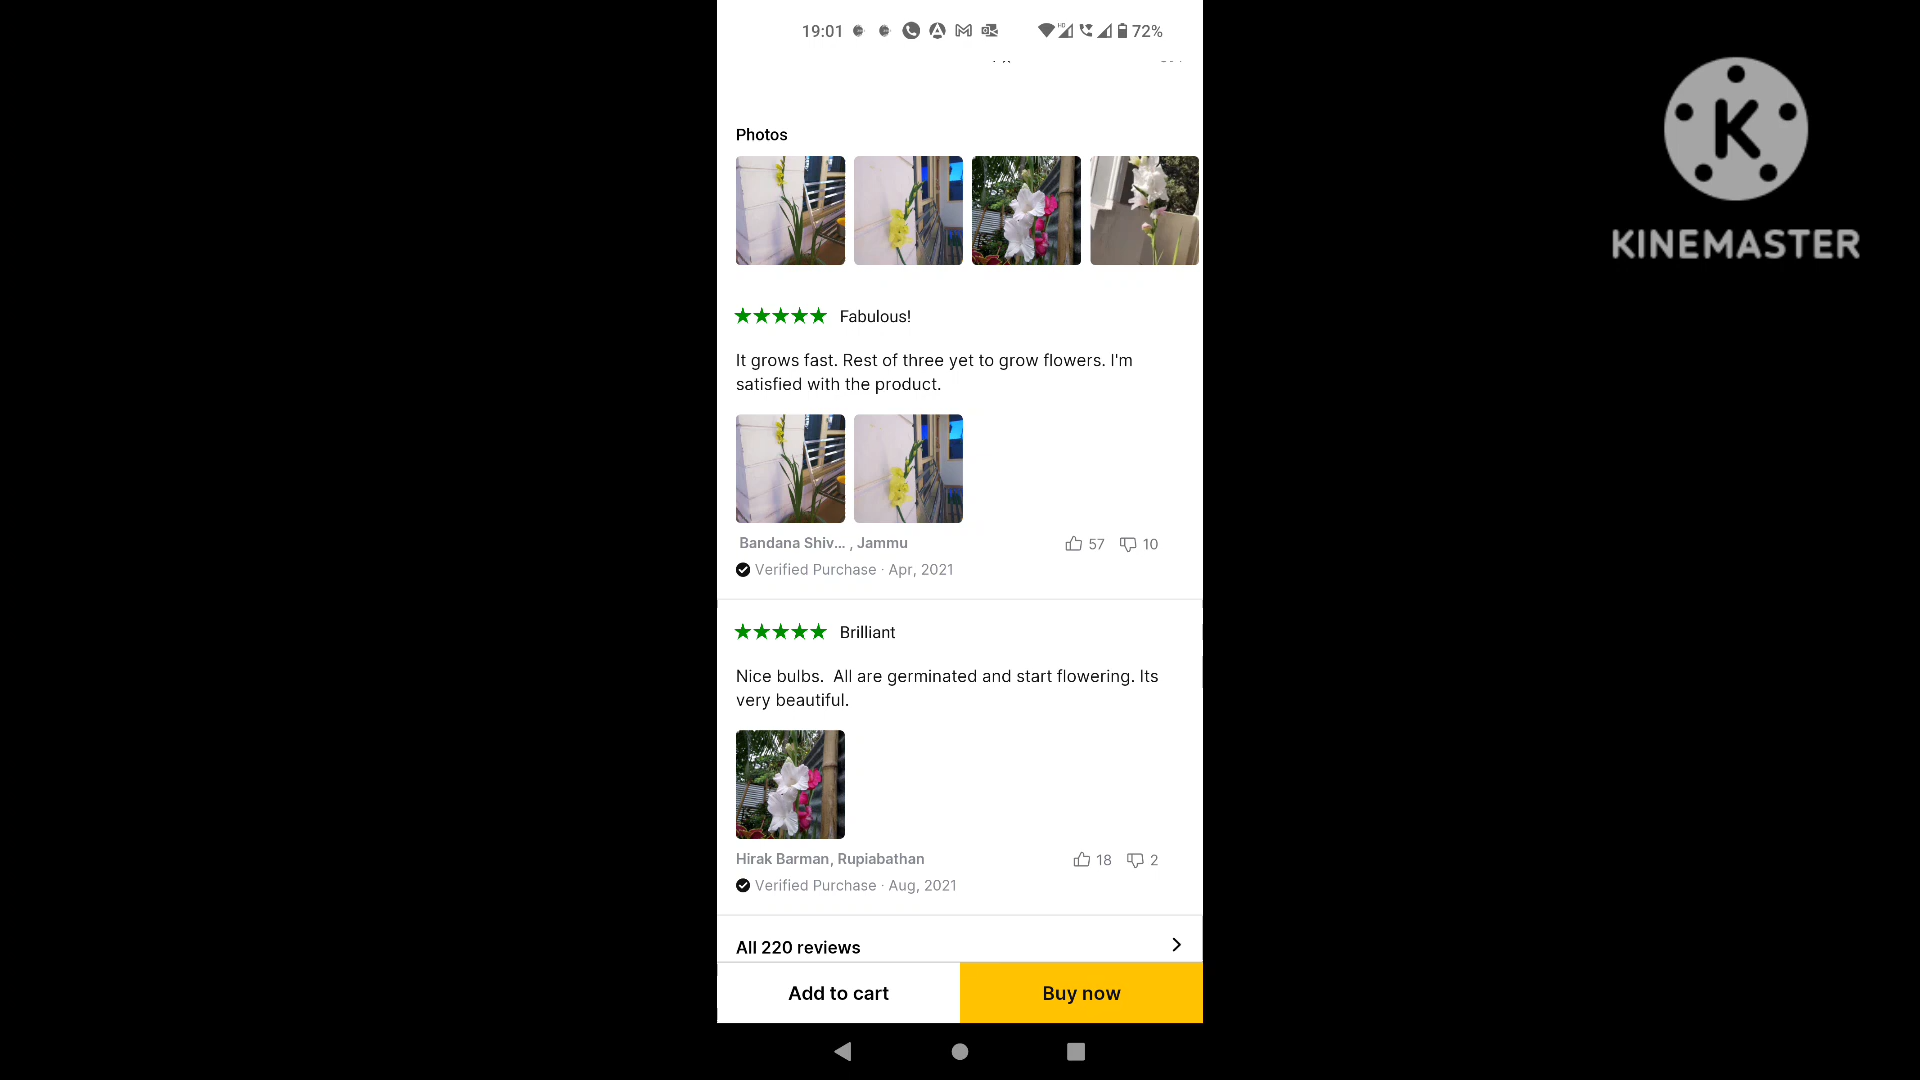 19:01
72%
Photos
Fabulous!
It grows fast. Rest of three yet to grow flowers. I'm
satisfied with the product.
Bandana Shiv... , Jammu
57 10
Verified Purchase · Apr, 2021
Brilliant
Nice bulbs.  All are germinated and start flowering. Its
very beautiful.
Hirak Barman, Rupiabathan
18 2
Verified Purchase · Aug, 2021
All 220 reviews
Add to cart
Buy now
K
KINEMASTER